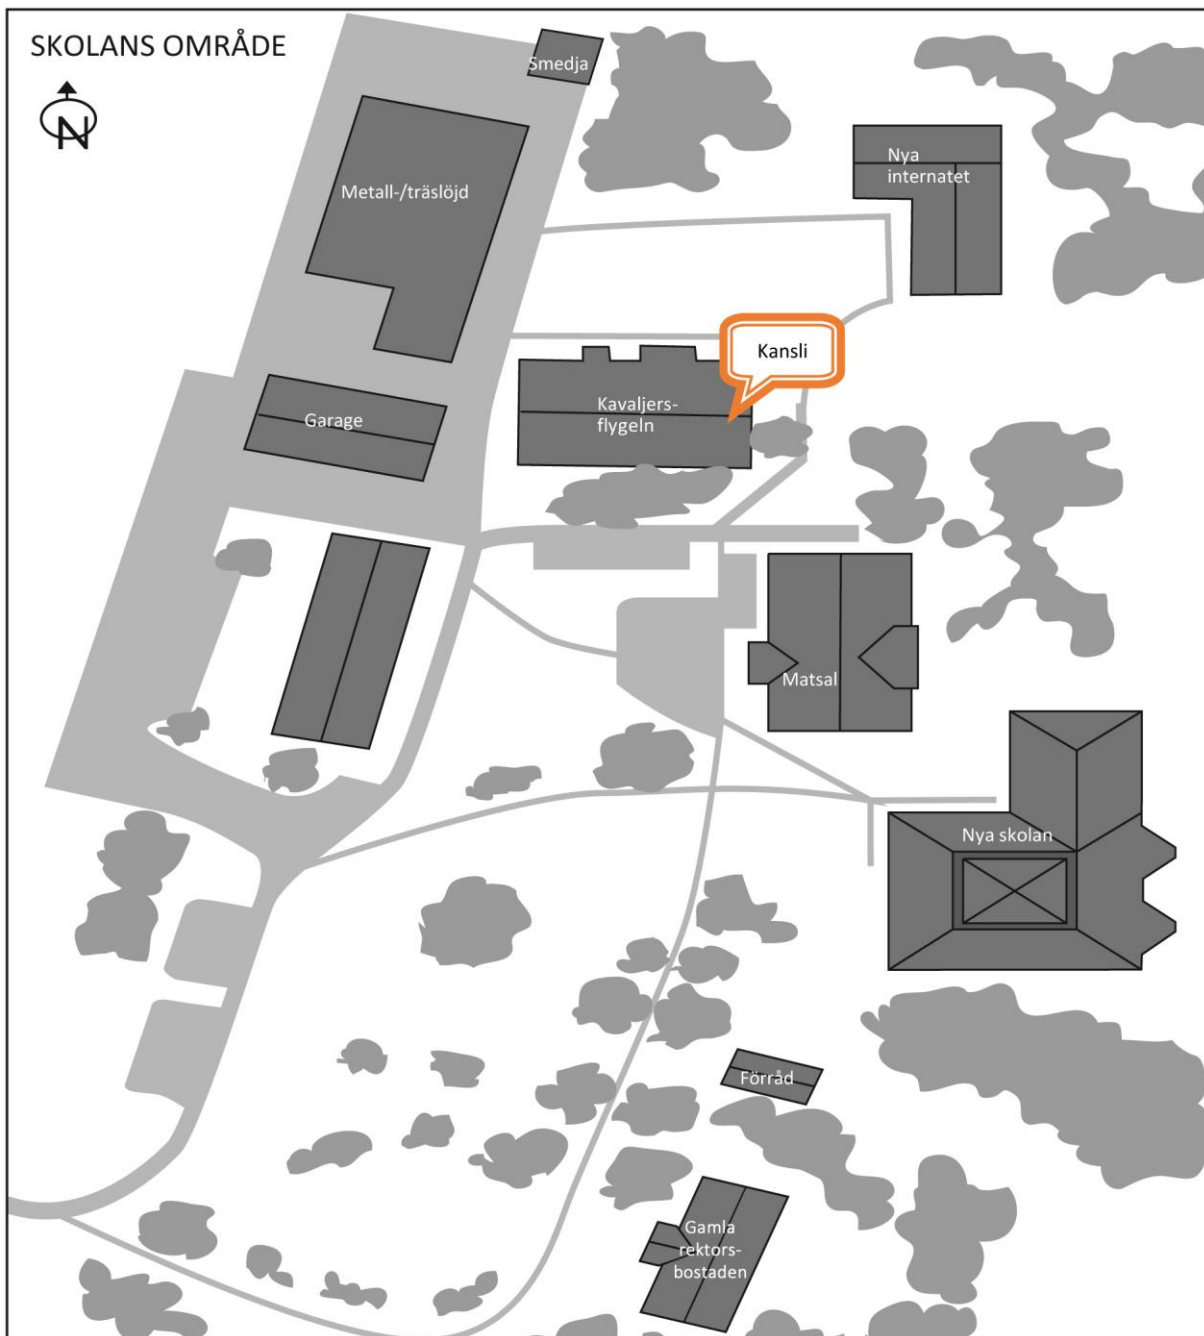 SKOLANS OMRÅDE
N
Smedja
Metall-/träslöjd
Nya
internatet
Kansli
Kavaljers-
flygeln
Garage
Matsal
Nya skolan
Förråd
Gamla
rektors-
bostaden